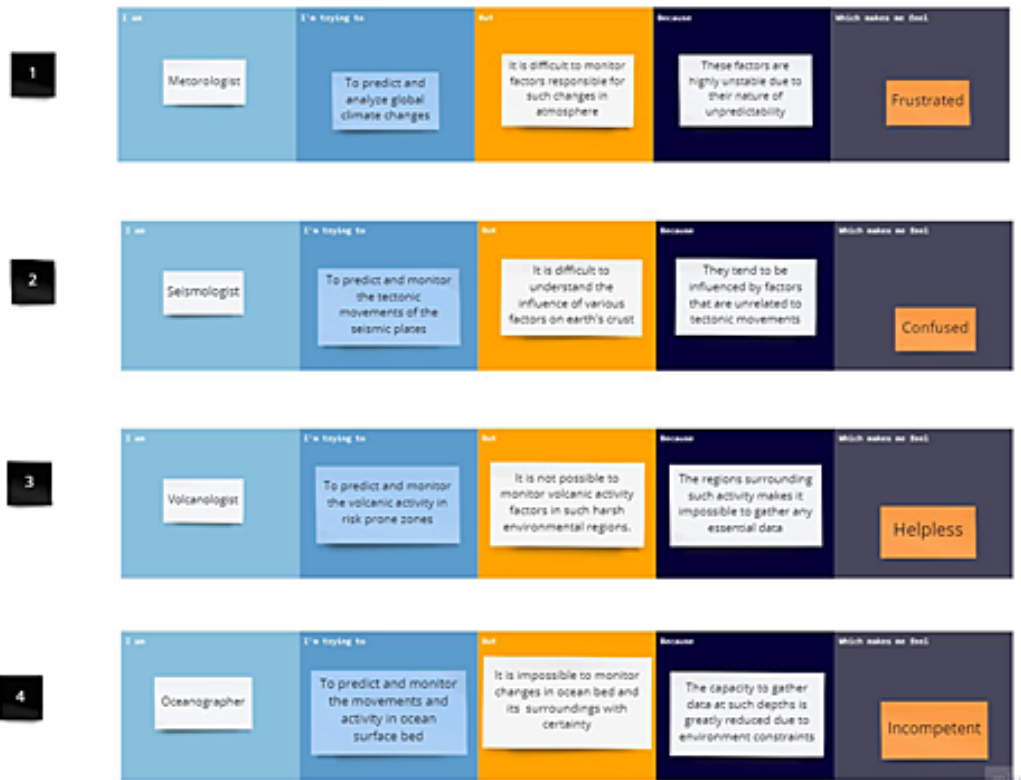 1
I am
I'm trying to
But
Because
Which makes me feel
Metorologist
To predict and
analyze global
climate changes
It is difficult to monitor
factors responsible for
such changes in
atmosphere
These factors are
highly unstable due to
their nature of
unpredictability
Frustrated
2
I am
I'm trying to
But
Because
Which makes me feel
Seismologist
To predict and monitor
the tectonic
movements of the
seismic plates
It is difficult to
understand the
influence of various
factors on earth's crust
They tend to be
influenced by factors
that are unrelated to
tectonic movements
Confused
3
I am
I'm trying to
But
Because
Which makes me feel
Volcanologist
To predict and monitor
the volcanic activity in
risk prone zones
It is not possible to
monitor volcanic activity
factors in such harsh
environmental regions.
The regions surrounding
such activity makes it
impossible to gather any
essential data
Helpless
4
I am
I'm trying to
But
Because
Which makes me feel
Oceanographer
To predict and monitor
the movements and
activity in ocean
surface bed
It is impossible to monitor
changes in ocean bed and
its surroundings with
certainty
The capacity to gather
data at such depths is
greatly reduced due to
environment constraints
Incompetent